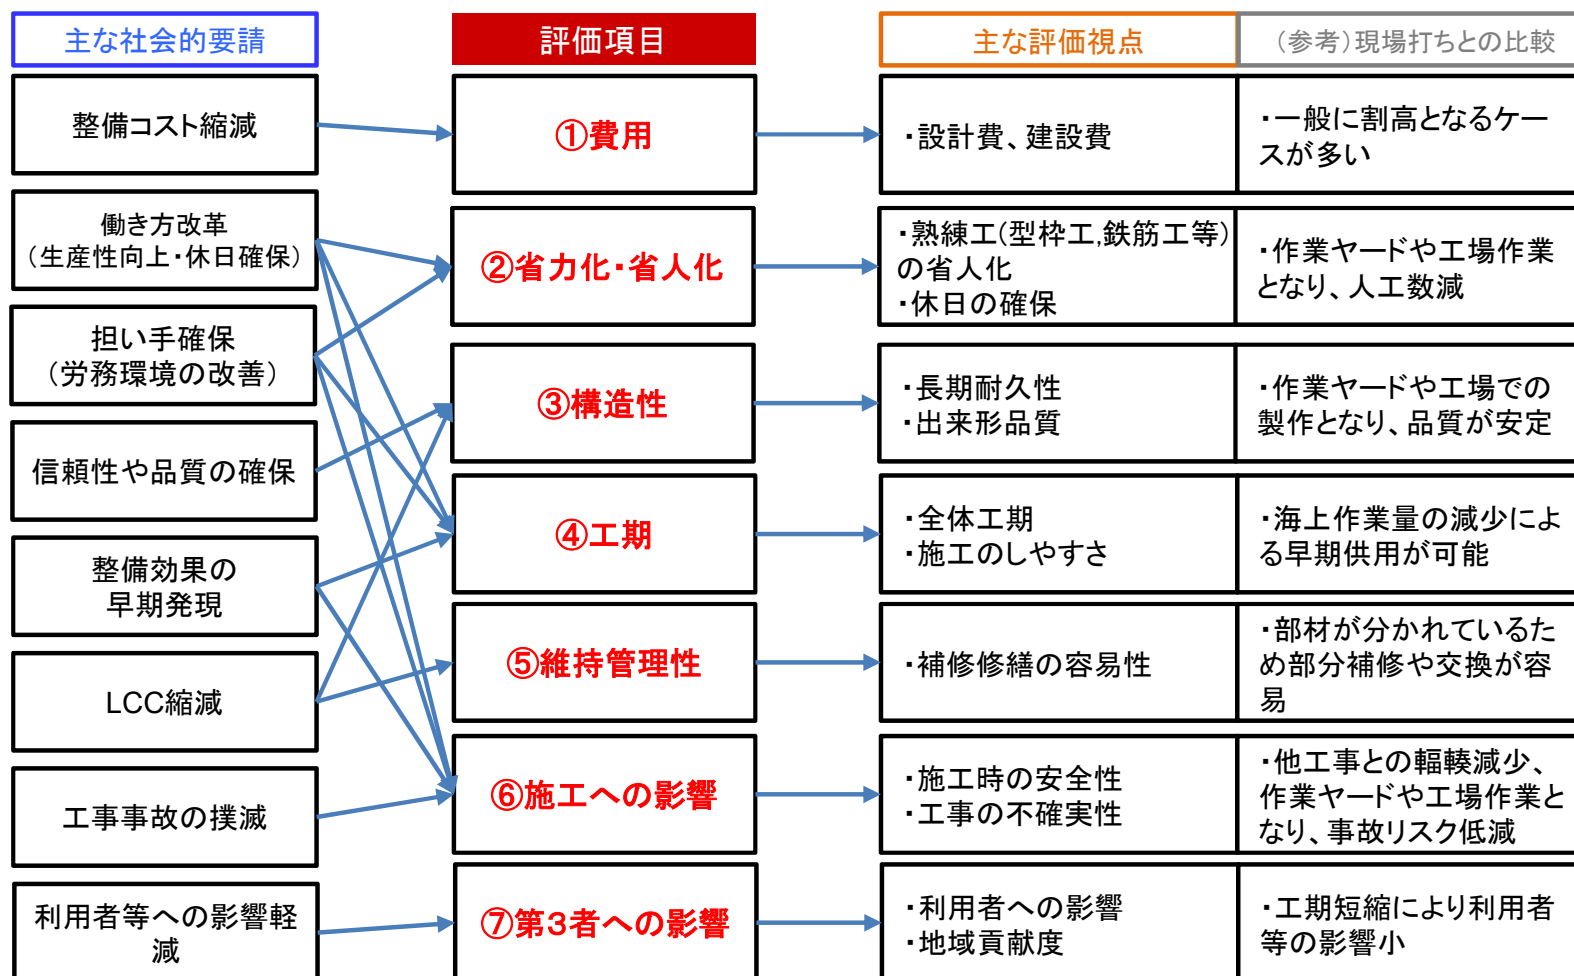 主な社会的要請
評価項目
主な評価視点
(参考)現場打ちとの比較
整備コスト縮減
①費用
・設計費、建設費
・一般に割高となるケー
スが多い
働き方改革
(生産性向上・休日確保)
②省力化・省人化
・熟練工(型枠工,鉄筋工等)
の省人化
・休日の確保
・作業ヤードや工場作業
となり、人工数減
担い手確保
(労務環境の改善)
③構造性
・長期耐久性
・出来形品質
・作業ヤードや工場での
製作となり、品質が安定
信頼性や品質の確保
④工期
・全体工期
・施工のしやすさ
・海上作業量の減少によ
る早期供用が可能
整備効果の
早期発現
⑤維持管理性
・補修修繕の容易性
・部材が分かれているた
め部分補修や交換が容
易
LCC縮減
⑥施工への影響
・施工時の安全性
・工事の不確実性
・他工事との輻輳減少、
作業ヤードや工場作業と
なり、事故リスク低減
工事事故の撲滅
⑦第3者への影響
・利用者への影響
・地域貢献度
・工期短縮により利用者
等の影響小
利用者等への影響軽
減